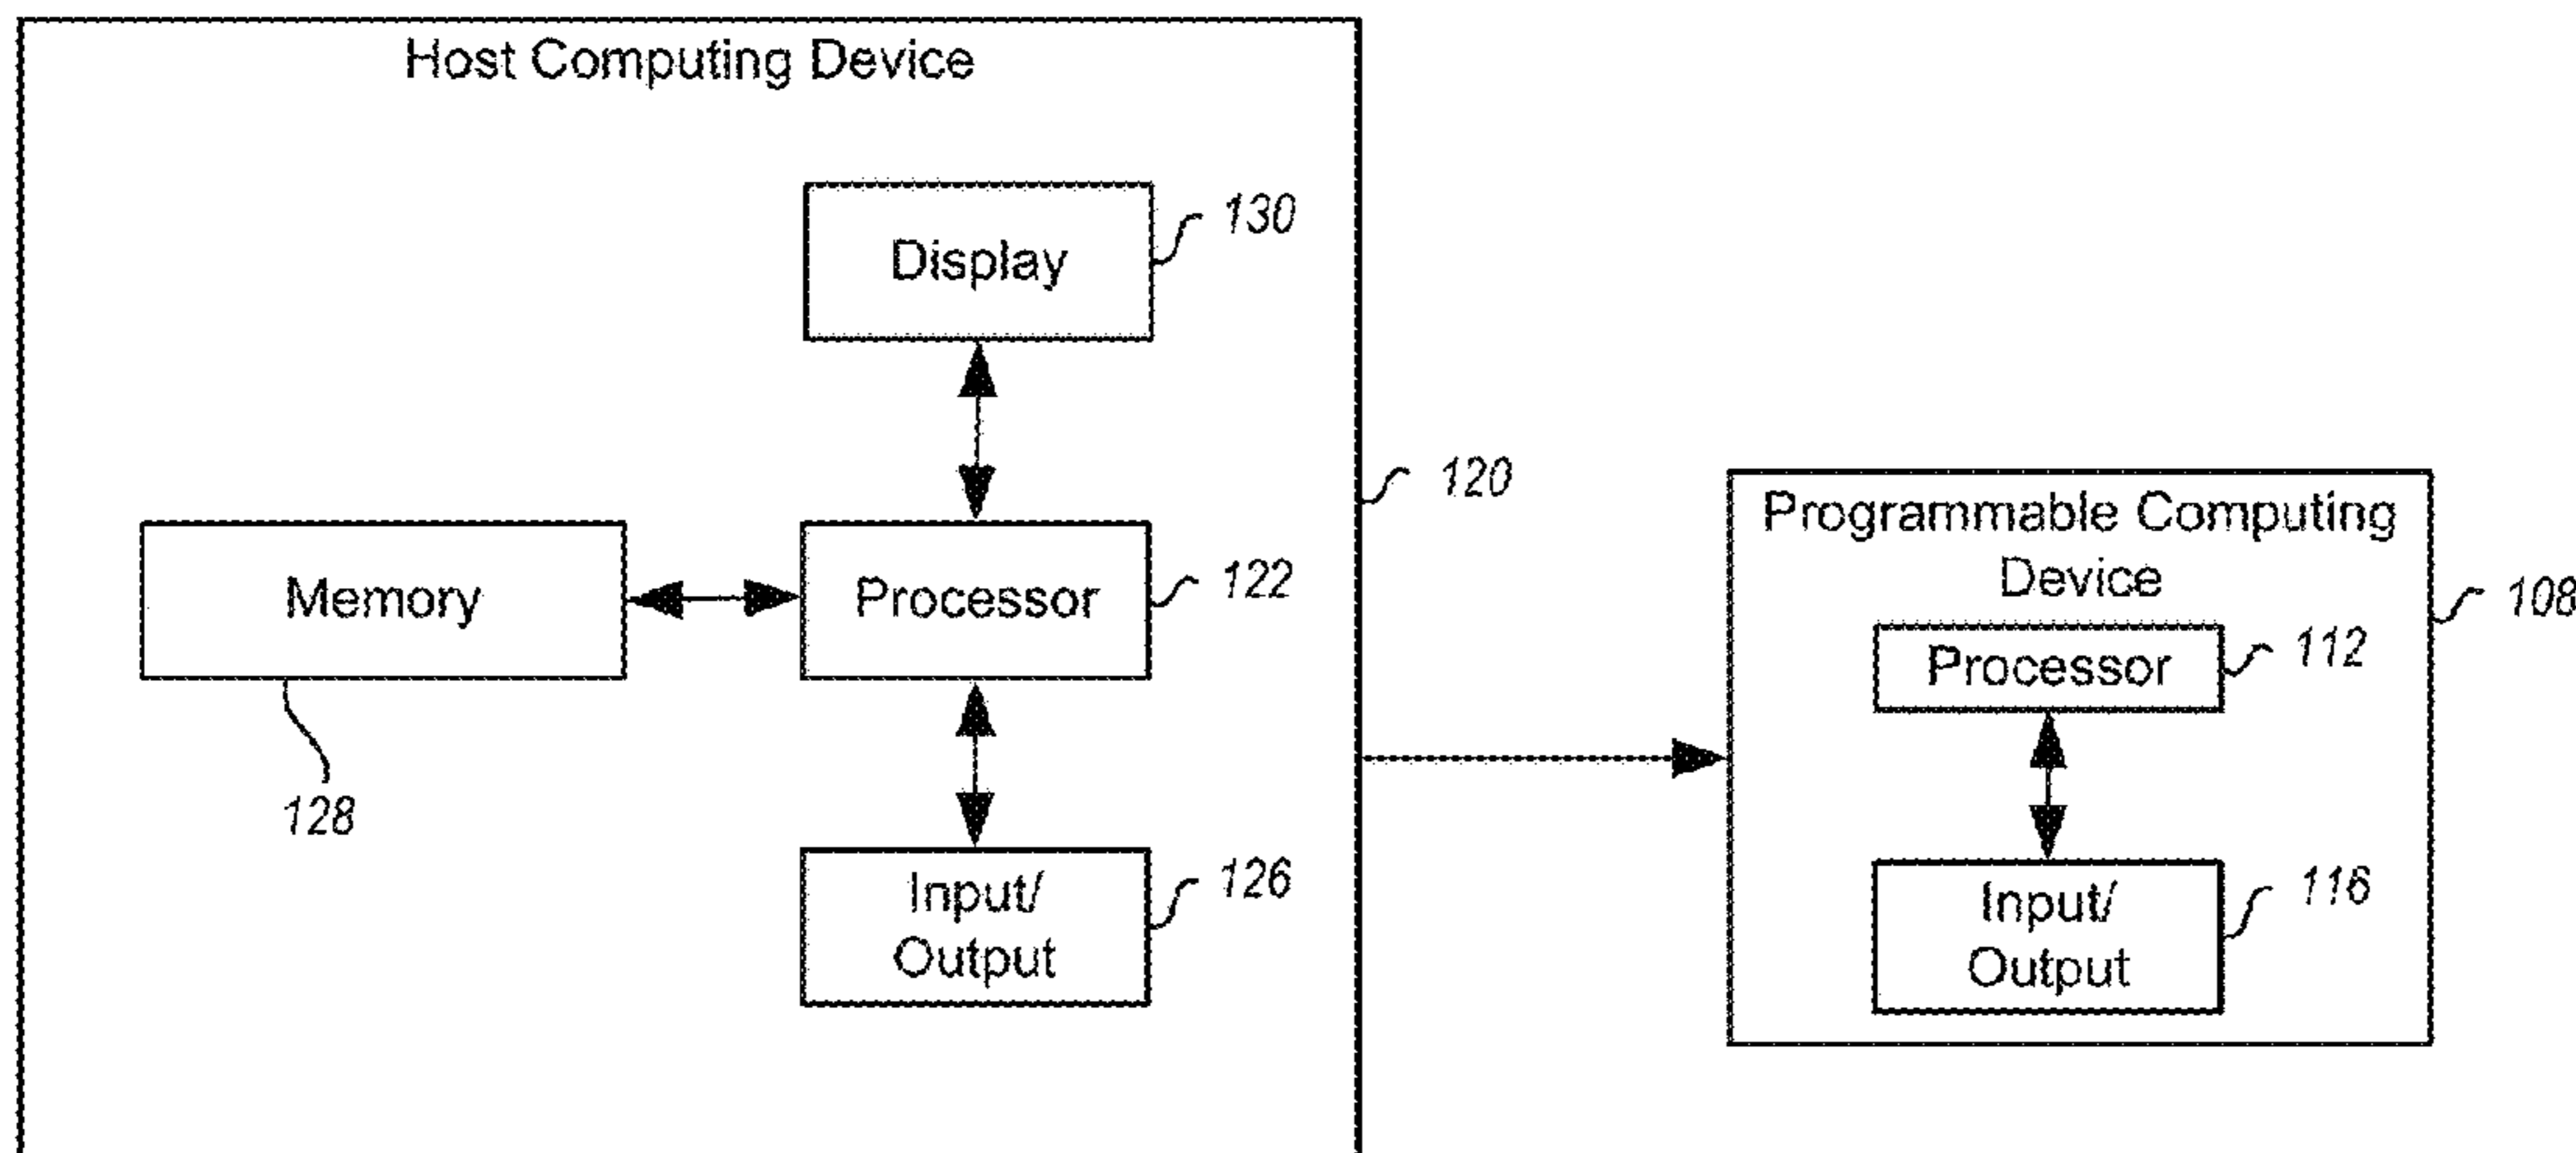 Host Computing Device
Display
130
Memory
128
Processor
122
Input/
Output
126
120
Programmable Computing
Device
108
Processor
112
Input/
Output
116